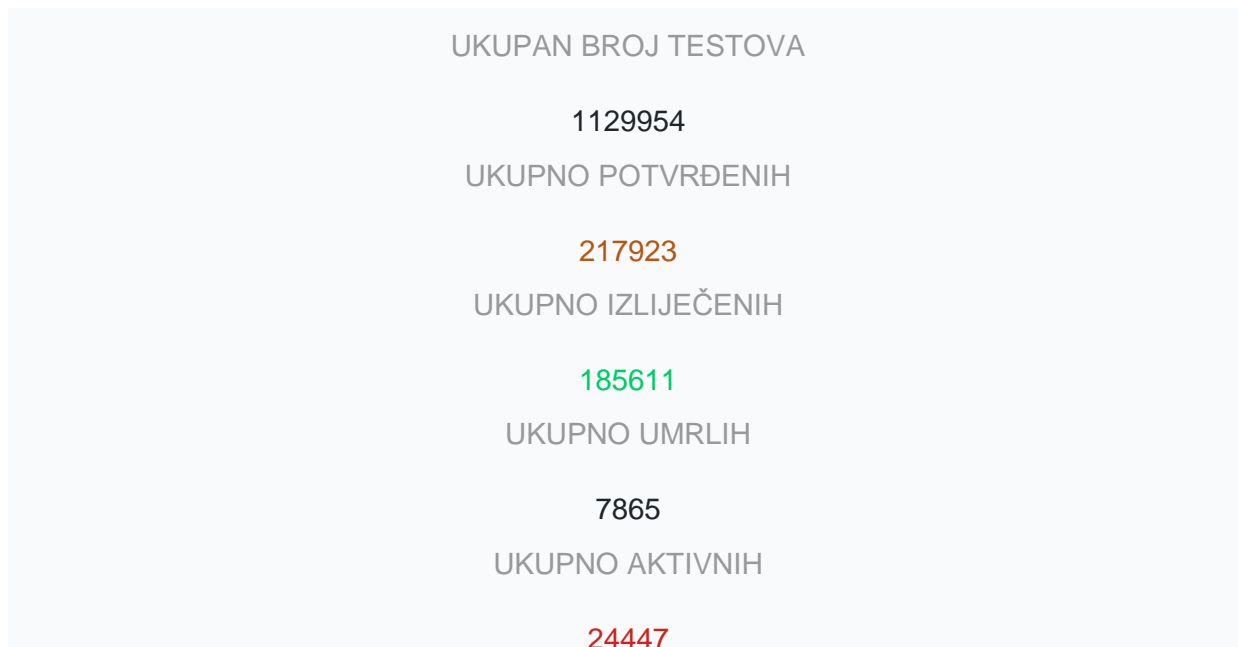 UKUPAN BROJ TESTOVA
1129954
UKUPNO POTVRĐENIH
217923
UKUPNO IZLIJEČENIH
185611
UKUPNO UMRLIH
7865
UKUPNO AKTIVNIH
24447